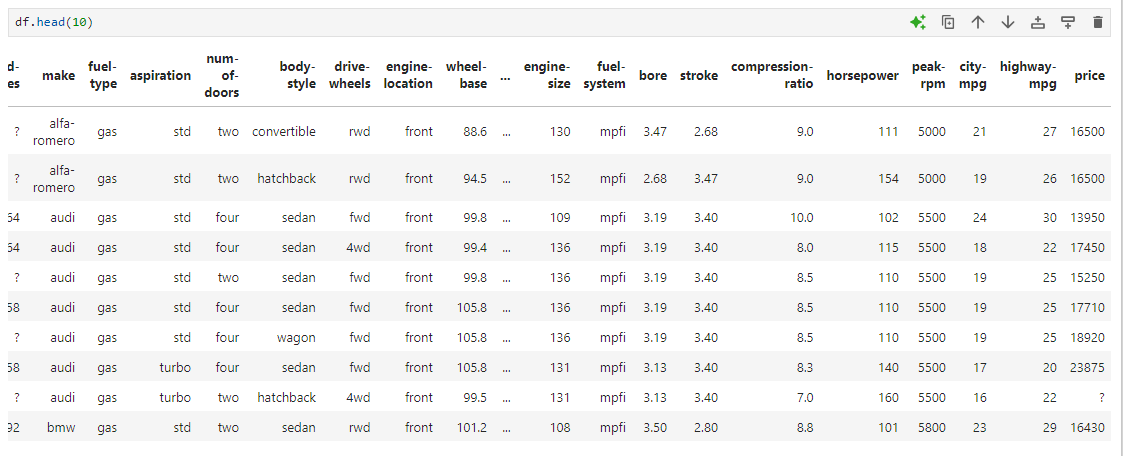 df.head(10)
d-es make fuel-type aspiration num-of-doors body-style drive-wheels engine-location wheel-base ... engine-size fuel-system bore stroke compression-ratio horsepower peak-rpm city-mpg highway-mpg price
? alfa-romero gas std two convertible rwd front 88.6 ... 130 mpfi 3.47 2.68 9.0 111 5000 21 27 16500
? alfa-romero gas std two hatchback rwd front 94.5 ... 152 mpfi 2.68 3.47 9.0 154 5000 19 26 16500
64 audi gas std four sedan fwd front 99.8 ... 109 mpfi 3.19 3.40 10.0 102 5500 24 30 13950
64 audi gas std four sedan 4wd front 99.4 ... 136 mpfi 3.19 3.40 8.0 115 5500 18 22 17450
? audi gas std two sedan fwd front 99.8 ... 136 mpfi 3.19 3.40 8.5 110 5500 19 25 15250
58 audi gas std four sedan fwd front 105.8 ... 136 mpfi 3.19 3.40 8.5 110 5500 19 25 17710
? audi gas std four wagon fwd front 105.8 ... 136 mpfi 3.19 3.40 8.5 110 5500 19 25 18920
58 audi gas turbo four sedan fwd front 105.8 ... 131 mpfi 3.13 3.40 8.3 140 5500 17 20 23875
? audi gas turbo two hatchback 4wd front 99.5 ... 131 mpfi 3.13 3.40 7.0 160 5500 16 22 ?
92 bmw gas std two sedan rwd front 101.2 ... 108 mpfi 3.50 2.80 8.8 101 5800 23 29 16430